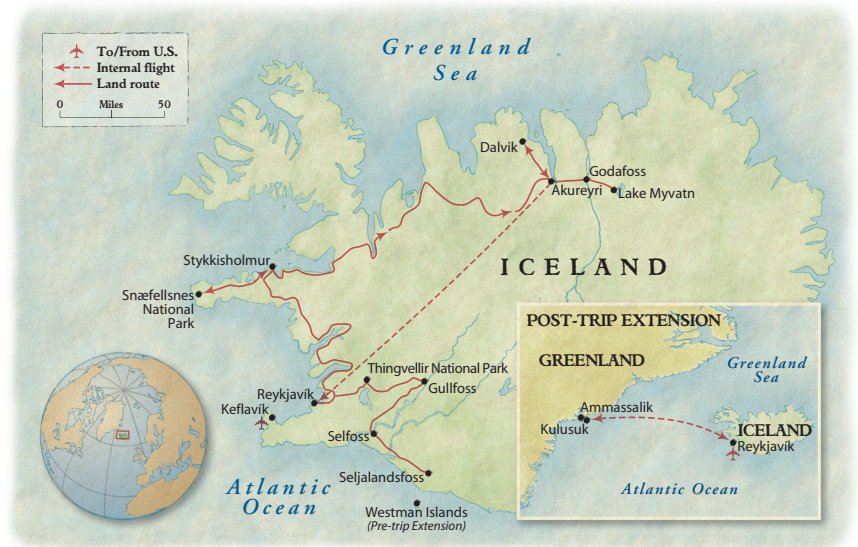 To/From U.S.
Internal flight
Land route
0 Miles 50
Greenland
Sea
Dalvik
Godafoss
Akureyri
Lake Myvatn
Stykkisholmur
ICELAND
Snæfellsnes
National
Park
Thingvellir National Park
Gullfoss
Reykjavík
Keflavík
Selfoss
Seljalandsfoss
Atlantic
Ocean
Westman Islands
(Pre-trip Extension)
POST-TRIP EXTENSION
GREENLAND
Greenland
Sea
Ammassalik
Kulusuk
ICELAND
Reykjavík
Atlantic Ocean